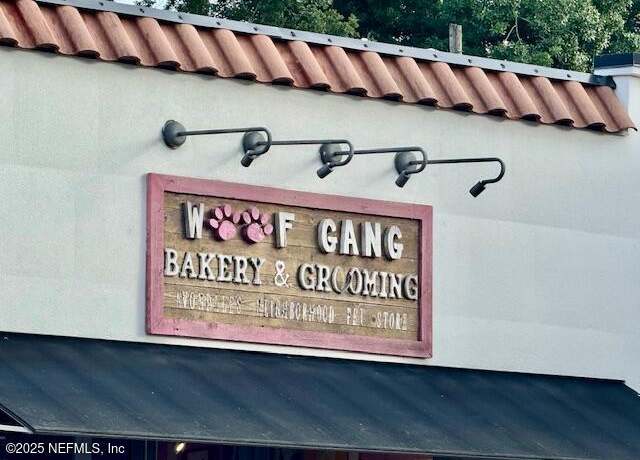 WOOF GANG
BAKERY & GROOMING
NEIGHBORHOOD PET STORE
©2025 NEFMLS, Inc